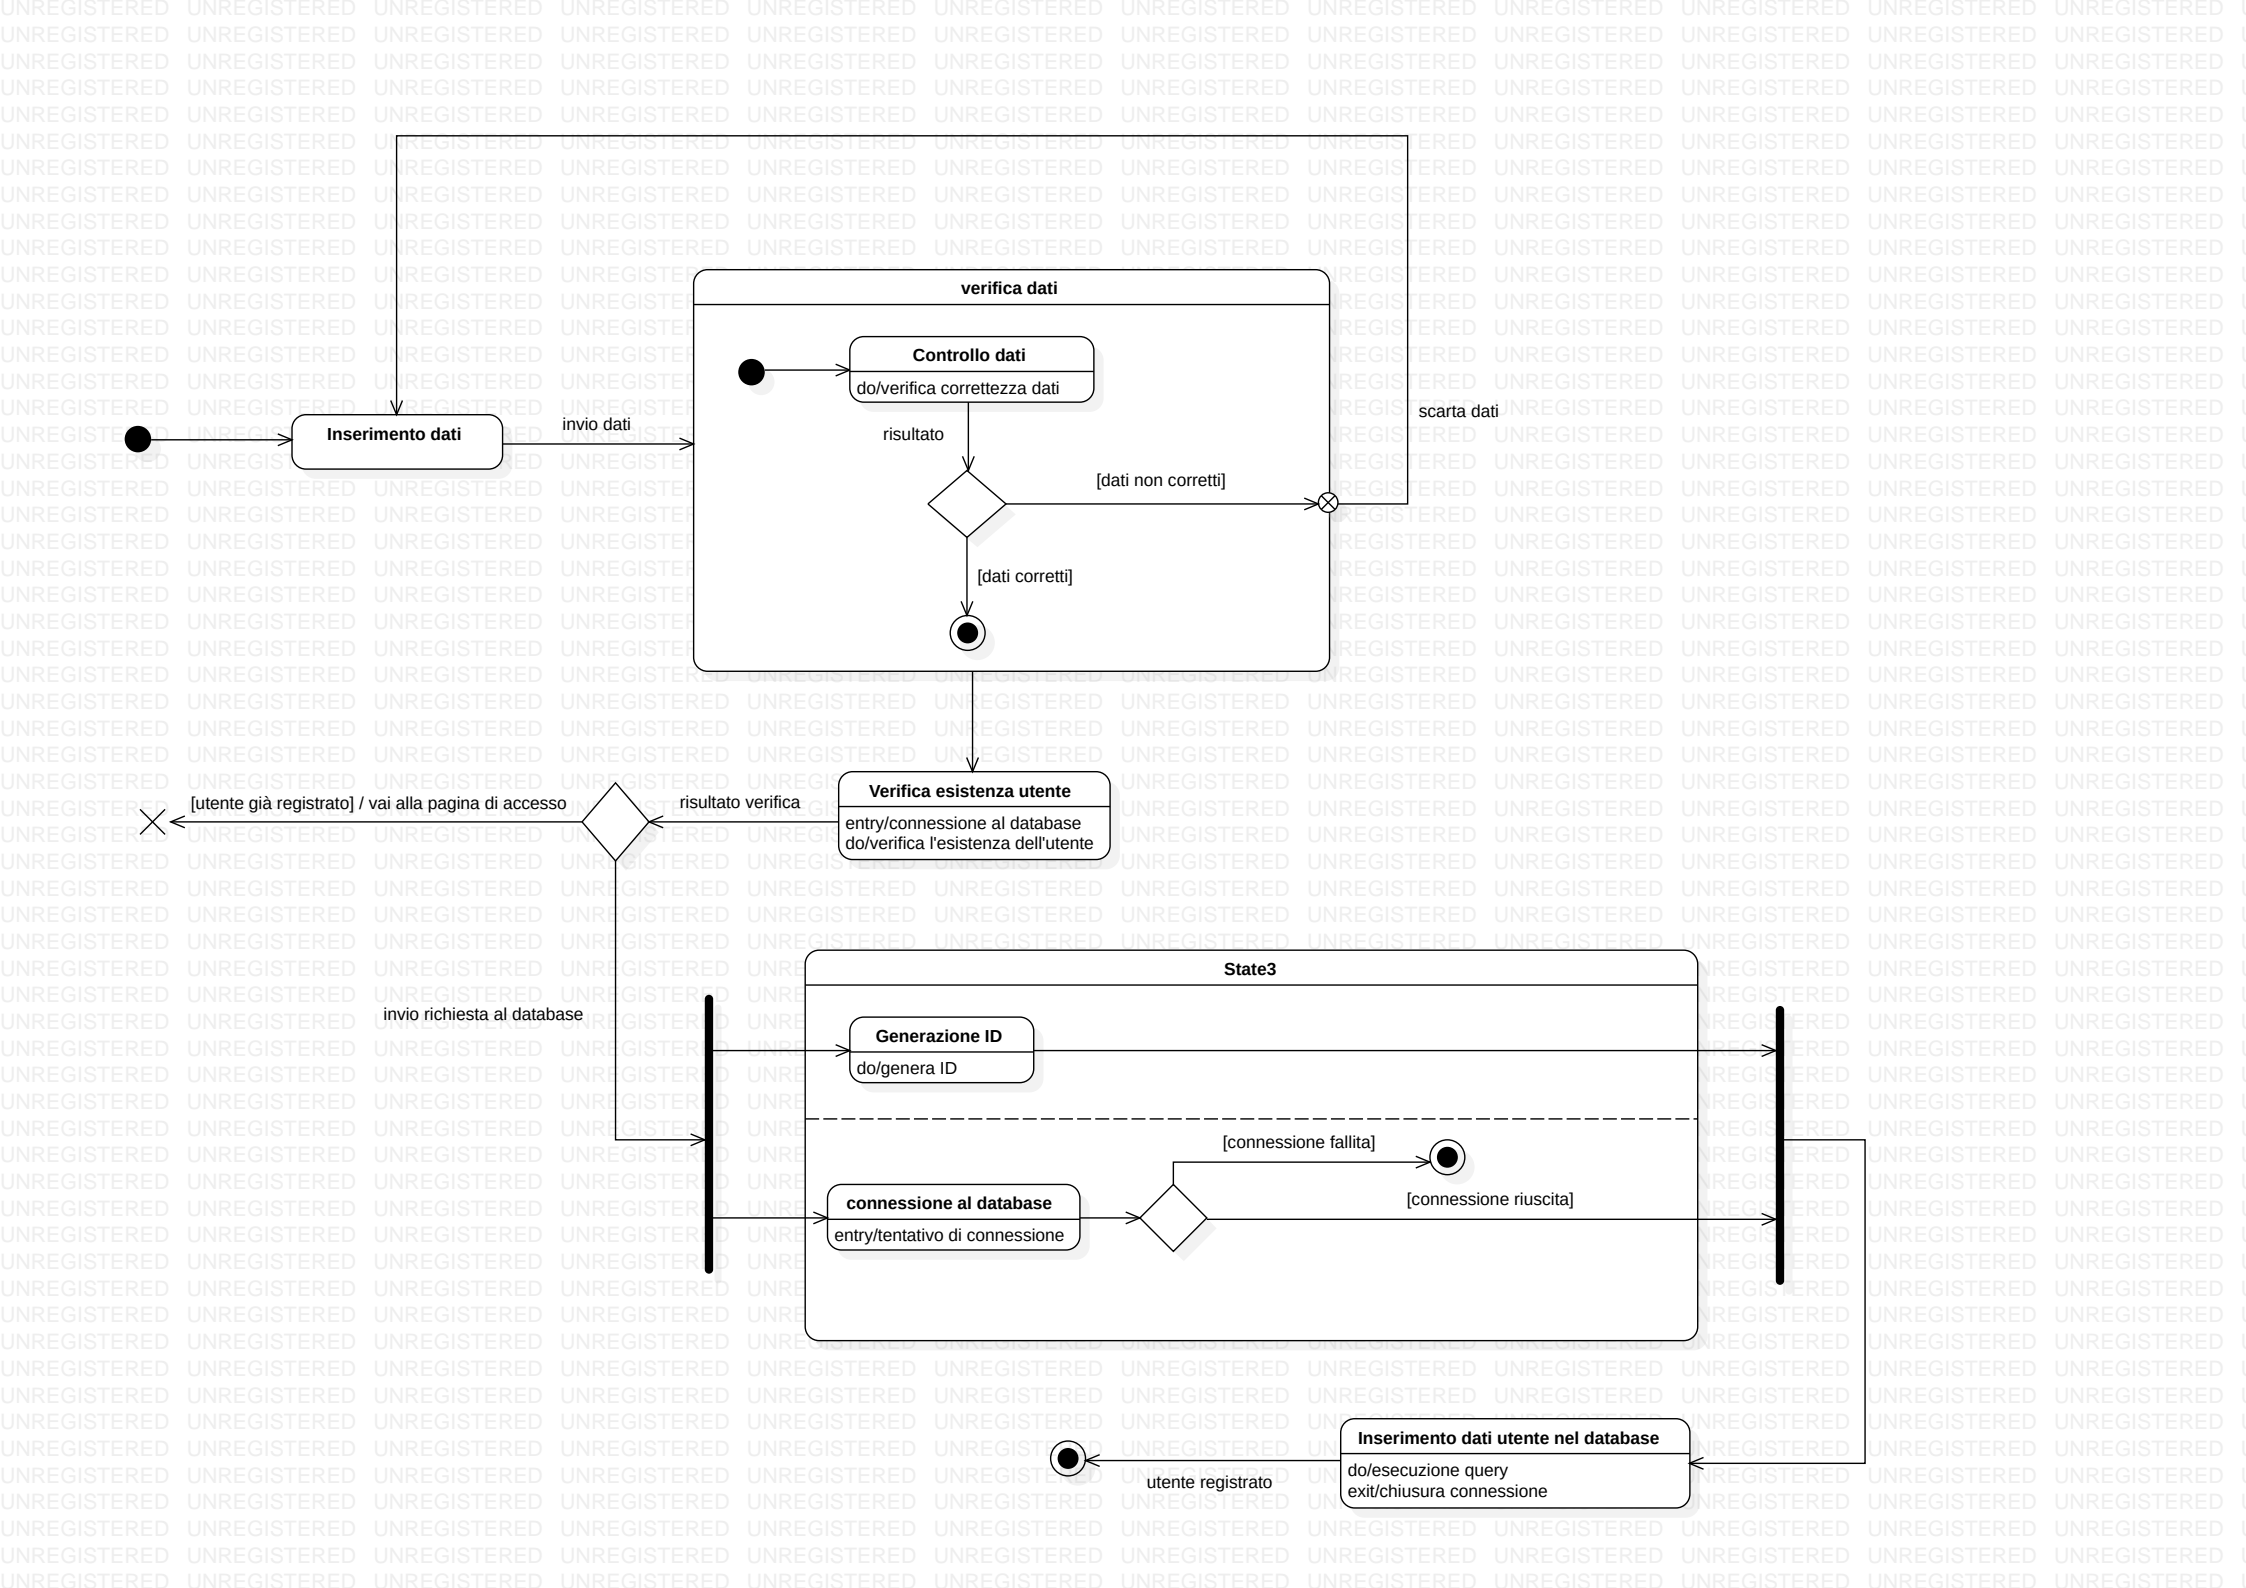 verifica dati
Controllo dati
do/verifica correttezza dati
Inserimento dati
invio dati
risultato
scarta dati
[dati non corretti]
[dati corretti]
Verifica esistenza utente
entry/connessione al database
do/verifica l'esistenza dell'utente
risultato verifica
[utente già registrato] / vai alla pagina di accesso
invio richiesta al database
State3
Generazione ID
do/genera ID
[connessione fallita]
connessione al database
entry/tentativo di connessione
[connessione riuscita]
Inserimento dati utente nel database
do/esecuzione query
exit/chiusura connessione
utente registrato
UNREGISTERED